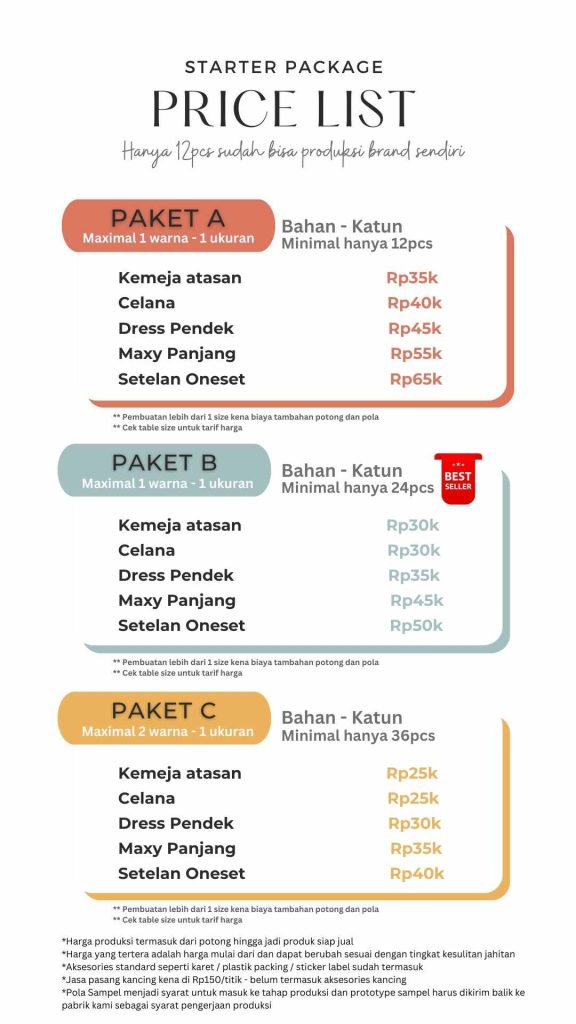 STARTER PACKAGE
PRICE LIST
Hanya 12pcs sudah bisa produksi brand sendiri
PAKET A
Maximal 1 warna - 1 ukuran
Bahan - Katun
Minimal hanya 12pcs
Kemeja atasan Rp35k
Celana Rp40k
Dress Pendek Rp45k
Maxy Panjang Rp55k
Setelan Oneset Rp65k
** Pembuatan lebih dari 1 size kena biaya tambahan potong dan pola
** Cek table size untuk tarif harga
PAKET B
Maximal 1 warna - 1 ukuran
Bahan - Katun
Minimal hanya 24pcs
BEST
SELLER
Kemeja atasan Rp30k
Celana Rp30k
Dress Pendek Rp35k
Maxy Panjang Rp45k
Setelan Oneset Rp50k
** Pembuatan lebih dari 1 size kena biaya tambahan potong dan pola
** Cek table size untuk tarif harga
PAKET C
Maximal 2 warna - 1 ukuran
Bahan - Katun
Minimal hanya 36pcs
Kemeja atasan Rp25k
Celana Rp25k
Dress Pendek Rp30k
Maxy Panjang Rp35k
Setelan Oneset Rp40k
** Pembuatan lebih dari 1 size kena biaya tambahan potong dan pola
** Cek table size untuk tarif harga
*Harga produksi termasuk dari potong hingga jadi produk siap jual
*Harga yang tertera adalah harga mulai dari dan dapat berubah sesuai dengan tingkat kesulitan jahitan
*Aksesories standard seperti karet / plastik packing / sticker label sudah termasuk
*Jasa pasang kancing kena di Rp150/titik - belum termasuk aksesories kancing
*Pola Sampel menjadi syarat untuk masuk ke tahap produksi dan prototype sampel harus dikirim balik ke
pabrik kami sebagai syarat pengerjaan produksi